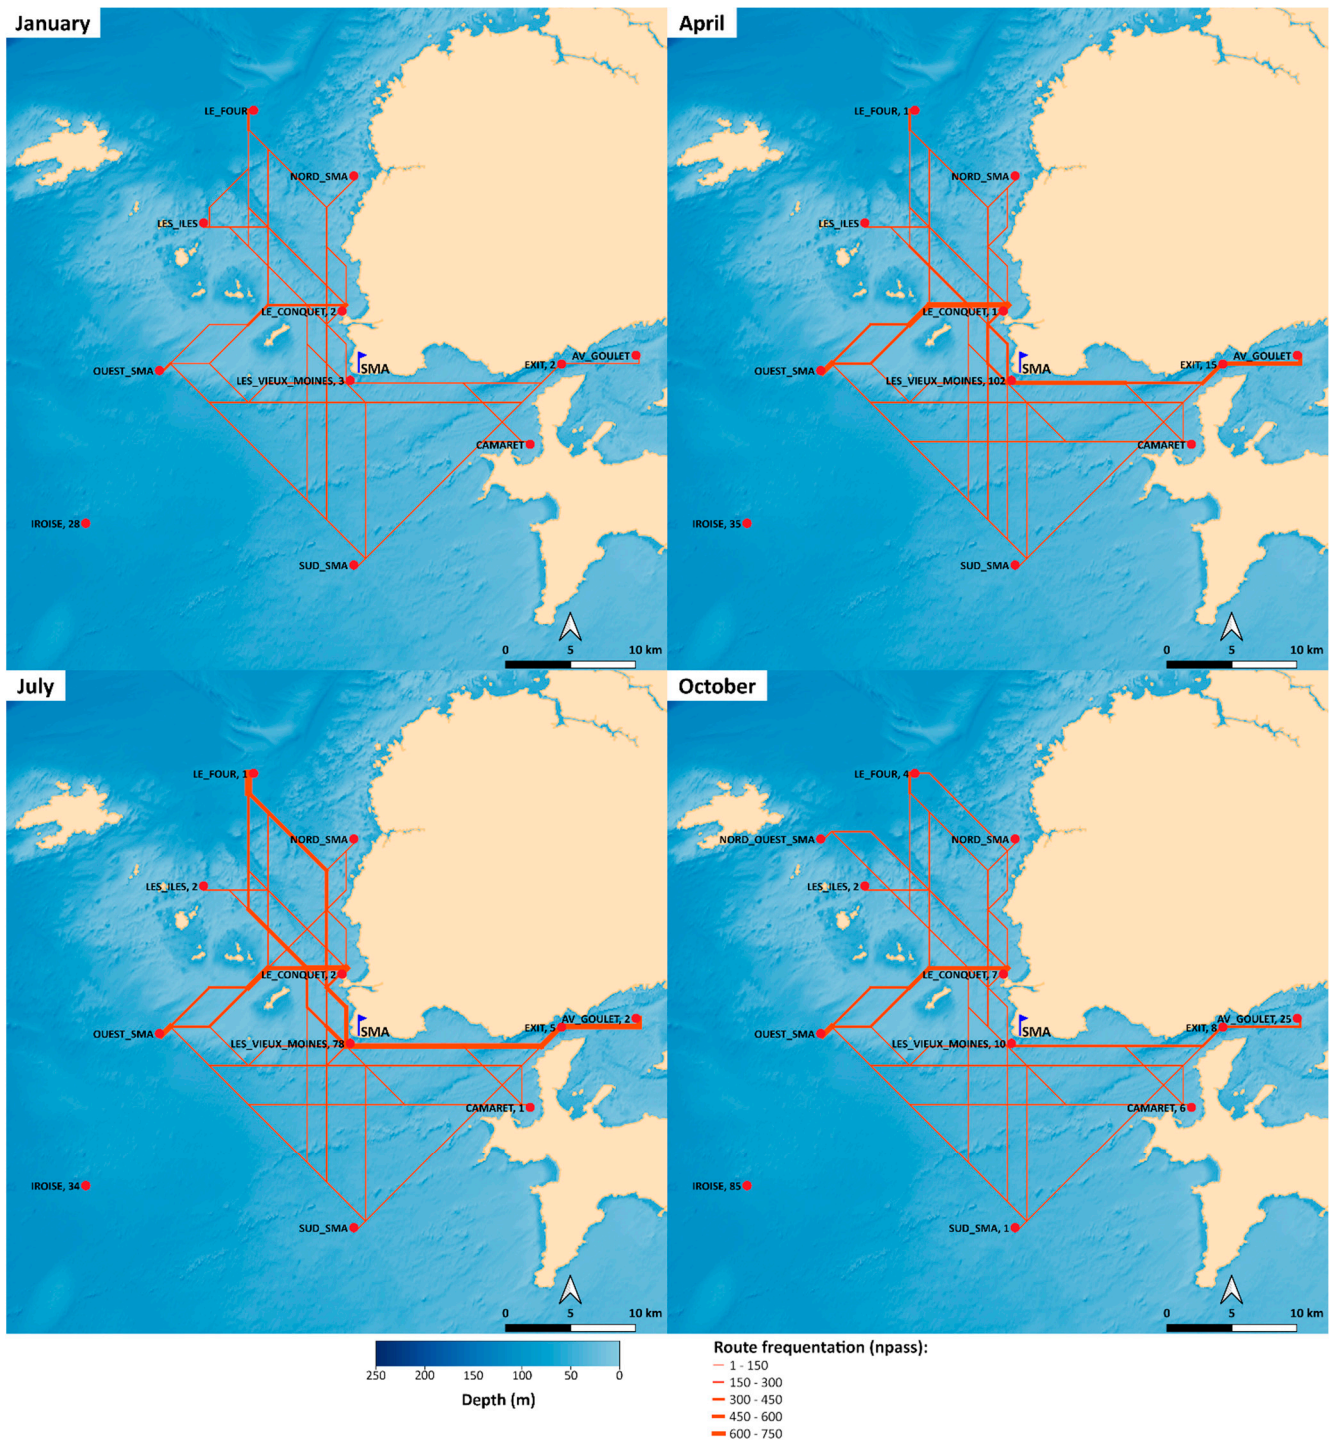 January
LE_FOUR
NORD_SMA
LES_ILES
LE_CONQUET, 2
AV_GOULET
EXIT, 2
SMA
OUEST_SMA
LES_VIEUX_MOINES, 3
CAMARET
IROISE, 28
SUD_SMA
0 5 10 km
April
LE_FOUR, 1
NORD_SMA
LES_ILES
LE_CONQUET, 1
AV_GOULET
EXIT, 15
SMA
OUEST_SMA
LES_VIEUX_MOINES, 102
CAMARET
IROISE, 35
SUD_SMA
0 5 10 km
July
LE_FOUR, 1
NORD_SMA
LES_ILES, 2
LE_CONQUET, 2
AV_GOULET, 2
EXIT, 5
SMA
OUEST_SMA
LES_VIEUX_MOINES, 78
CAMARET, 1
IROISE, 34
SUD_SMA
0 5 10 km
October
LE_FOUR, 4
NORD_OUEST_SMA
NORD_SMA
LES_ILES, 2
LE_CONQUET, 7
AV_GOULET, 25
EXIT, 8
SMA
OUEST_SMA
LES_VIEUX_MOINES, 10
CAMARET, 6
IROISE, 85
SUD_SMA, 1
0 5 10 km
250 200 150 100 50 0
Depth (m)
Route frequentation (npass):
1 - 150
150 - 300
300 - 450
450 - 600
600 - 750